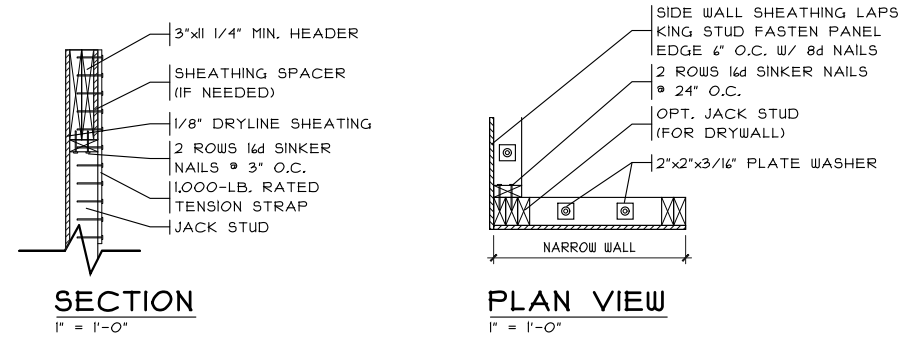 3"x11 1/4" MIN. HEADER
SHEATHING SPACER
(IF NEEDED)
1/8" DRYLINE SHEATING
2 ROWS 16d SINKER
NAILS @ 3" O.C.
1,000-LB. RATED
TENSION STRAP
JACK STUD
SECTION
1" = 1'-0"
SIDE WALL SHEATHING LAPS
KING STUD FASTEN PANEL
EDGE 6" O.C. W/ 8d NAILS
2 ROWS 16d SINKER NAILS
@ 24" O.C.
OPT. JACK STUD
(FOR DRYWALL)
2"x2"x3/16" PLATE WASHER
NARROW WALL
PLAN VIEW
1" = 1'-0"